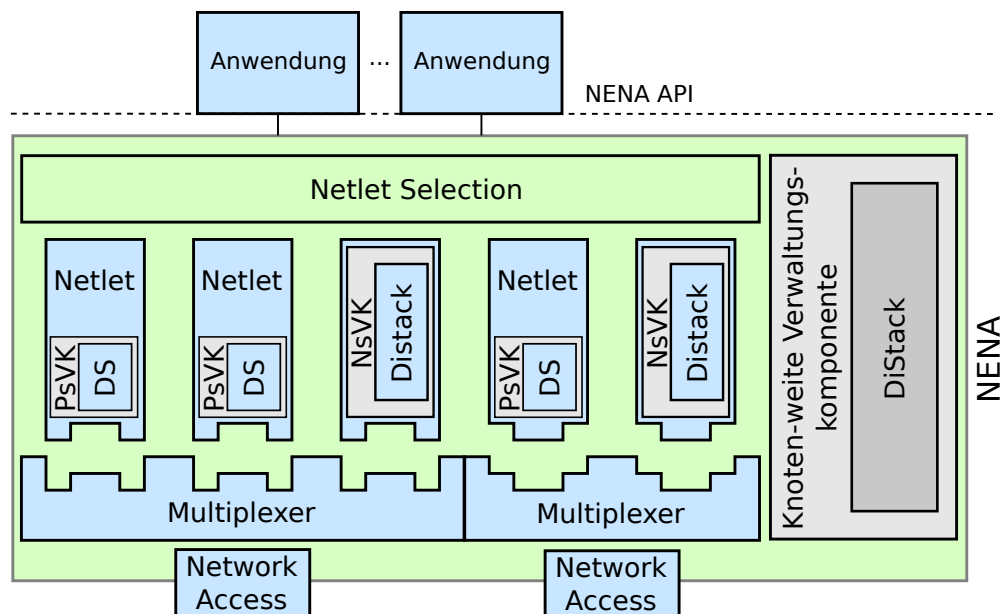 Anwendung
...
Anwendung
NENA API
Netlet Selection
Netlet
PsVK
DS
Netlet
PsVK
DS
NsVK
Distack
Netlet
PsVK
DS
NsVK
Distack
Multiplexer
Multiplexer
Network
Access
Network
Access
Knoten-weite Verwaltungs-
komponente
DiStack
NENA